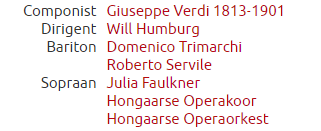 Componist Giuseppe Verdi 1813-1901
Dirigent Will Humburg
Bariton Domenico Trimarchi
Roberto Servile
Sopraan Julia Faulkner
Hongaarse Operakoor
Hongaarse Operaorkest